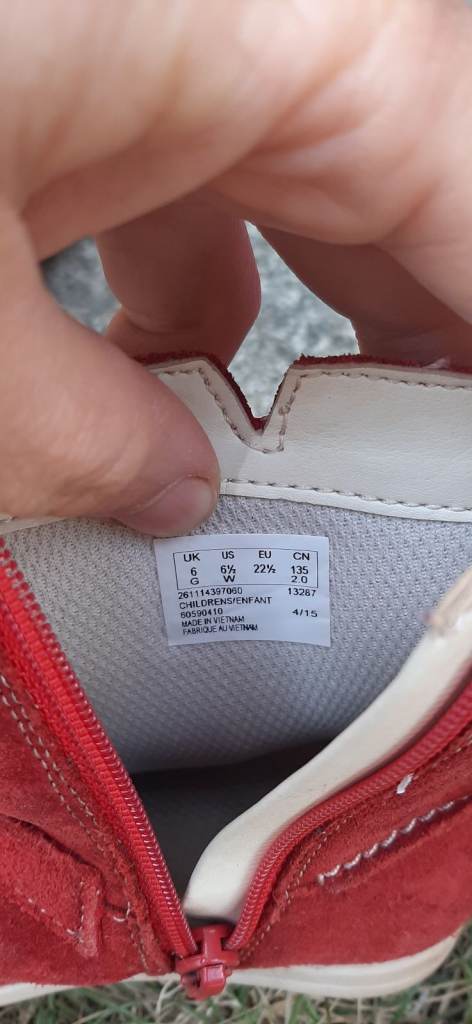 UK US EU CN
6 6½ 22½ 135
G W 2.0
261114397060 13287
CHILDRENS/ENFANT
60590410 4/15
MADE IN VIETNAM
FABRIQUE AU VIETNAM